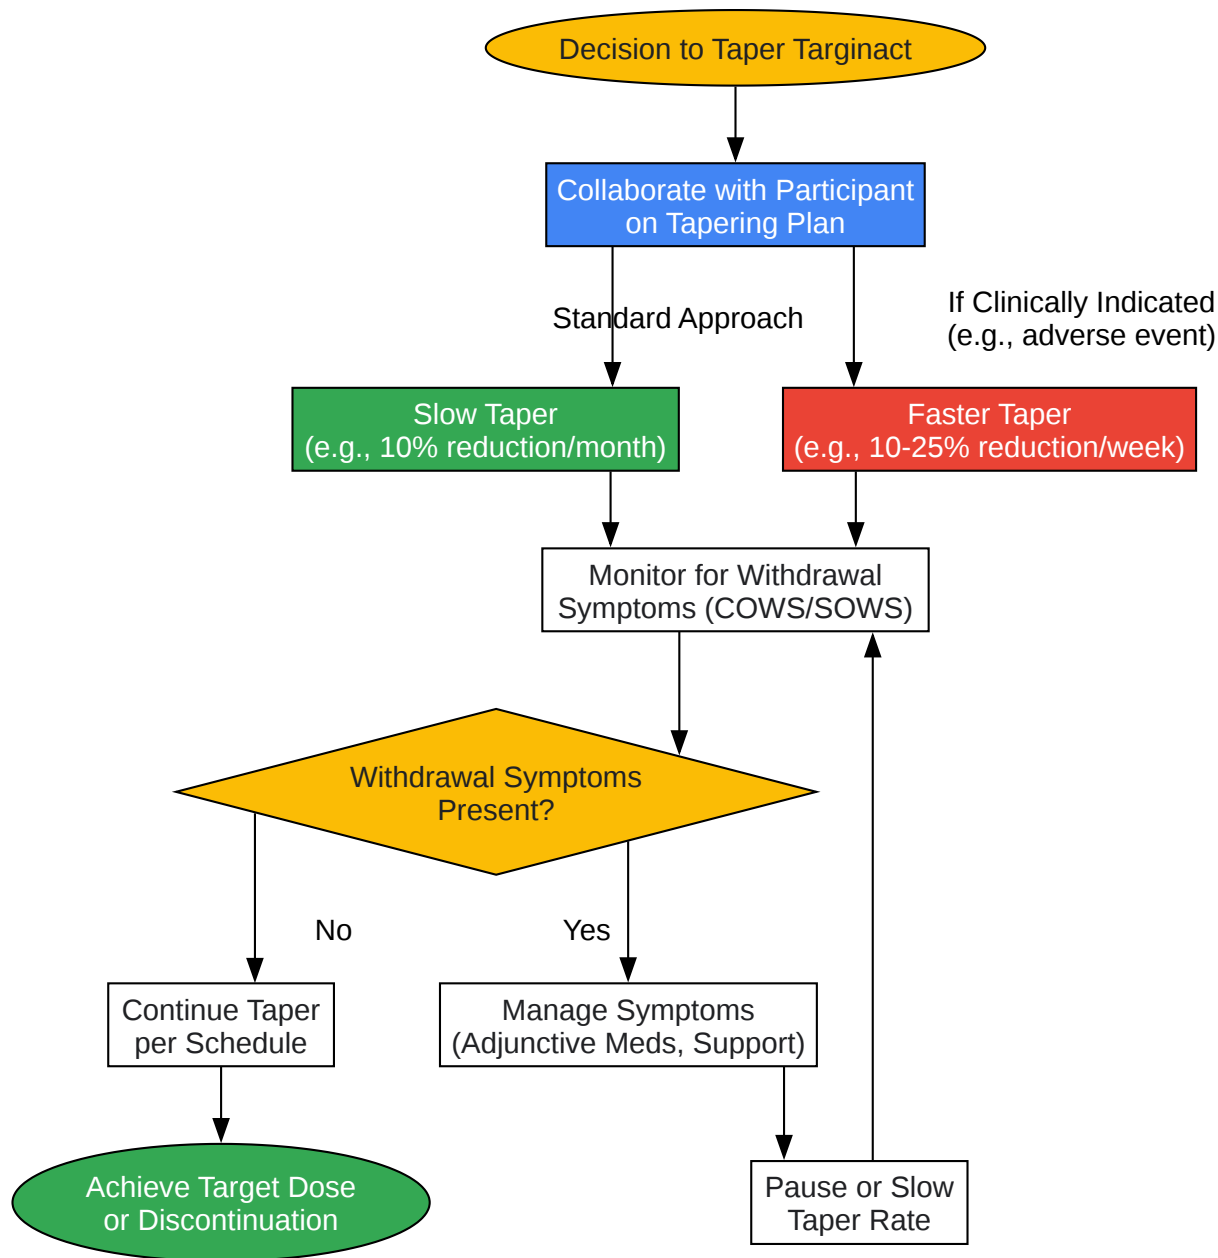 Decision to Taper Targinact
Collaborate with Participant
on Tapering Plan
Standard Approach
If Clinically Indicated
(e.g., adverse event)
Slow Taper
(e.g., 10% reduction/month)
Faster Taper
(e.g., 10-25% reduction/week)
Monitor for Withdrawal
Symptoms (COWS/SOWS)
Withdrawal Symptoms
Present?
No
Yes
Continue Taper
per Schedule
Manage Symptoms
(Adjunctive Meds, Support)
Achieve Target Dose
or Discontinuation
Pause or Slow
Taper Rate